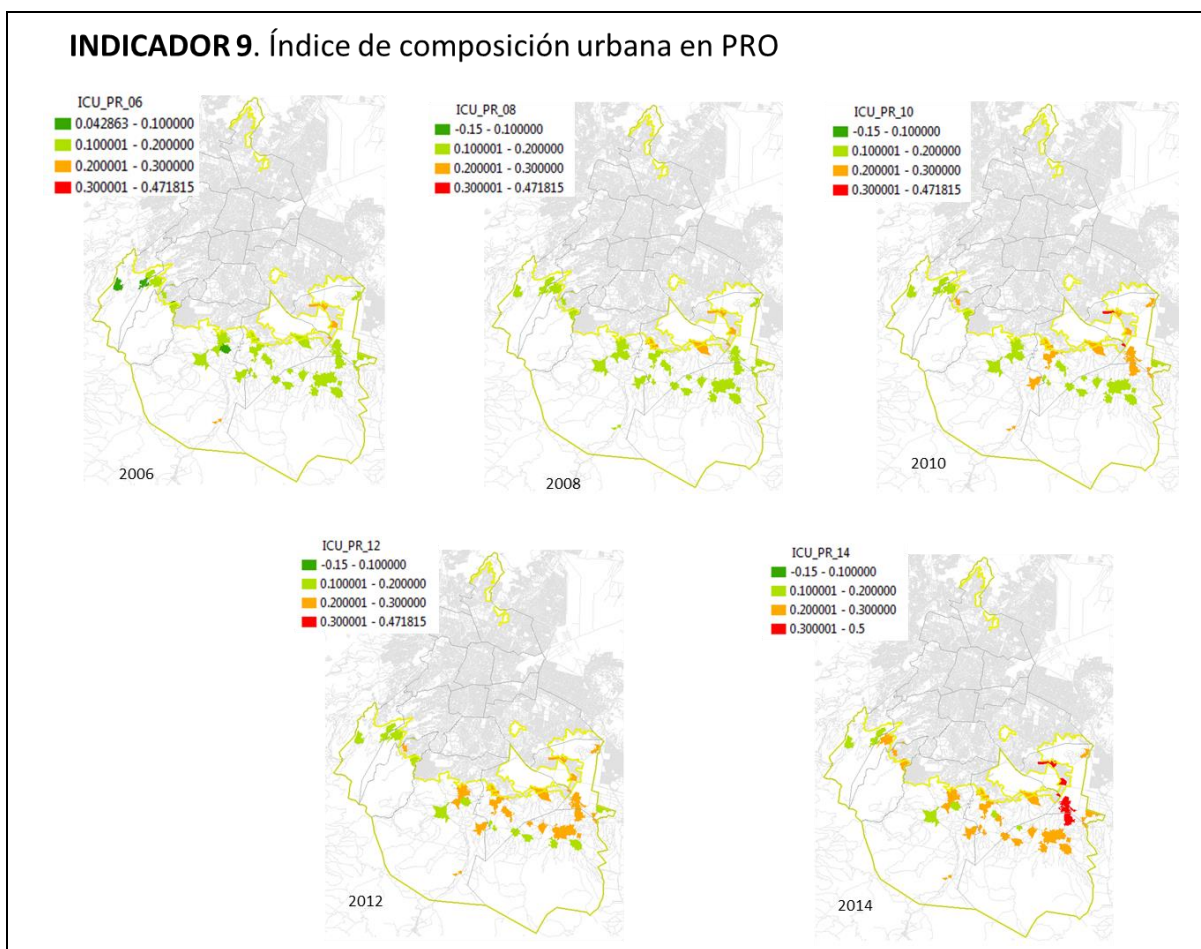 INDICADOR 9. Índice de composición urbana en PRO
ICU_PR_06
0.042863 - 0.100000
0.100001 - 0.200000
0.200001 - 0.300000
0.300001 - 0.471815
2006
ICU_PR_08
-0.15 - 0.100000
0.100001 - 0.200000
0.200001 - 0.300000
0.300001 - 0.471815
2008
ICU_PR_10
-0.15 - 0.100000
0.100001 - 0.200000
0.200001 - 0.300000
0.300001 - 0.471815
2010
ICU_PR_12
-0.15 - 0.100000
0.100001 - 0.200000
0.200001 - 0.300000
0.300001 - 0.471815
2012
ICU_PR_14
-0.15 - 0.100000
0.100001 - 0.200000
0.200001 - 0.300000
0.300001 - 0.5
2014